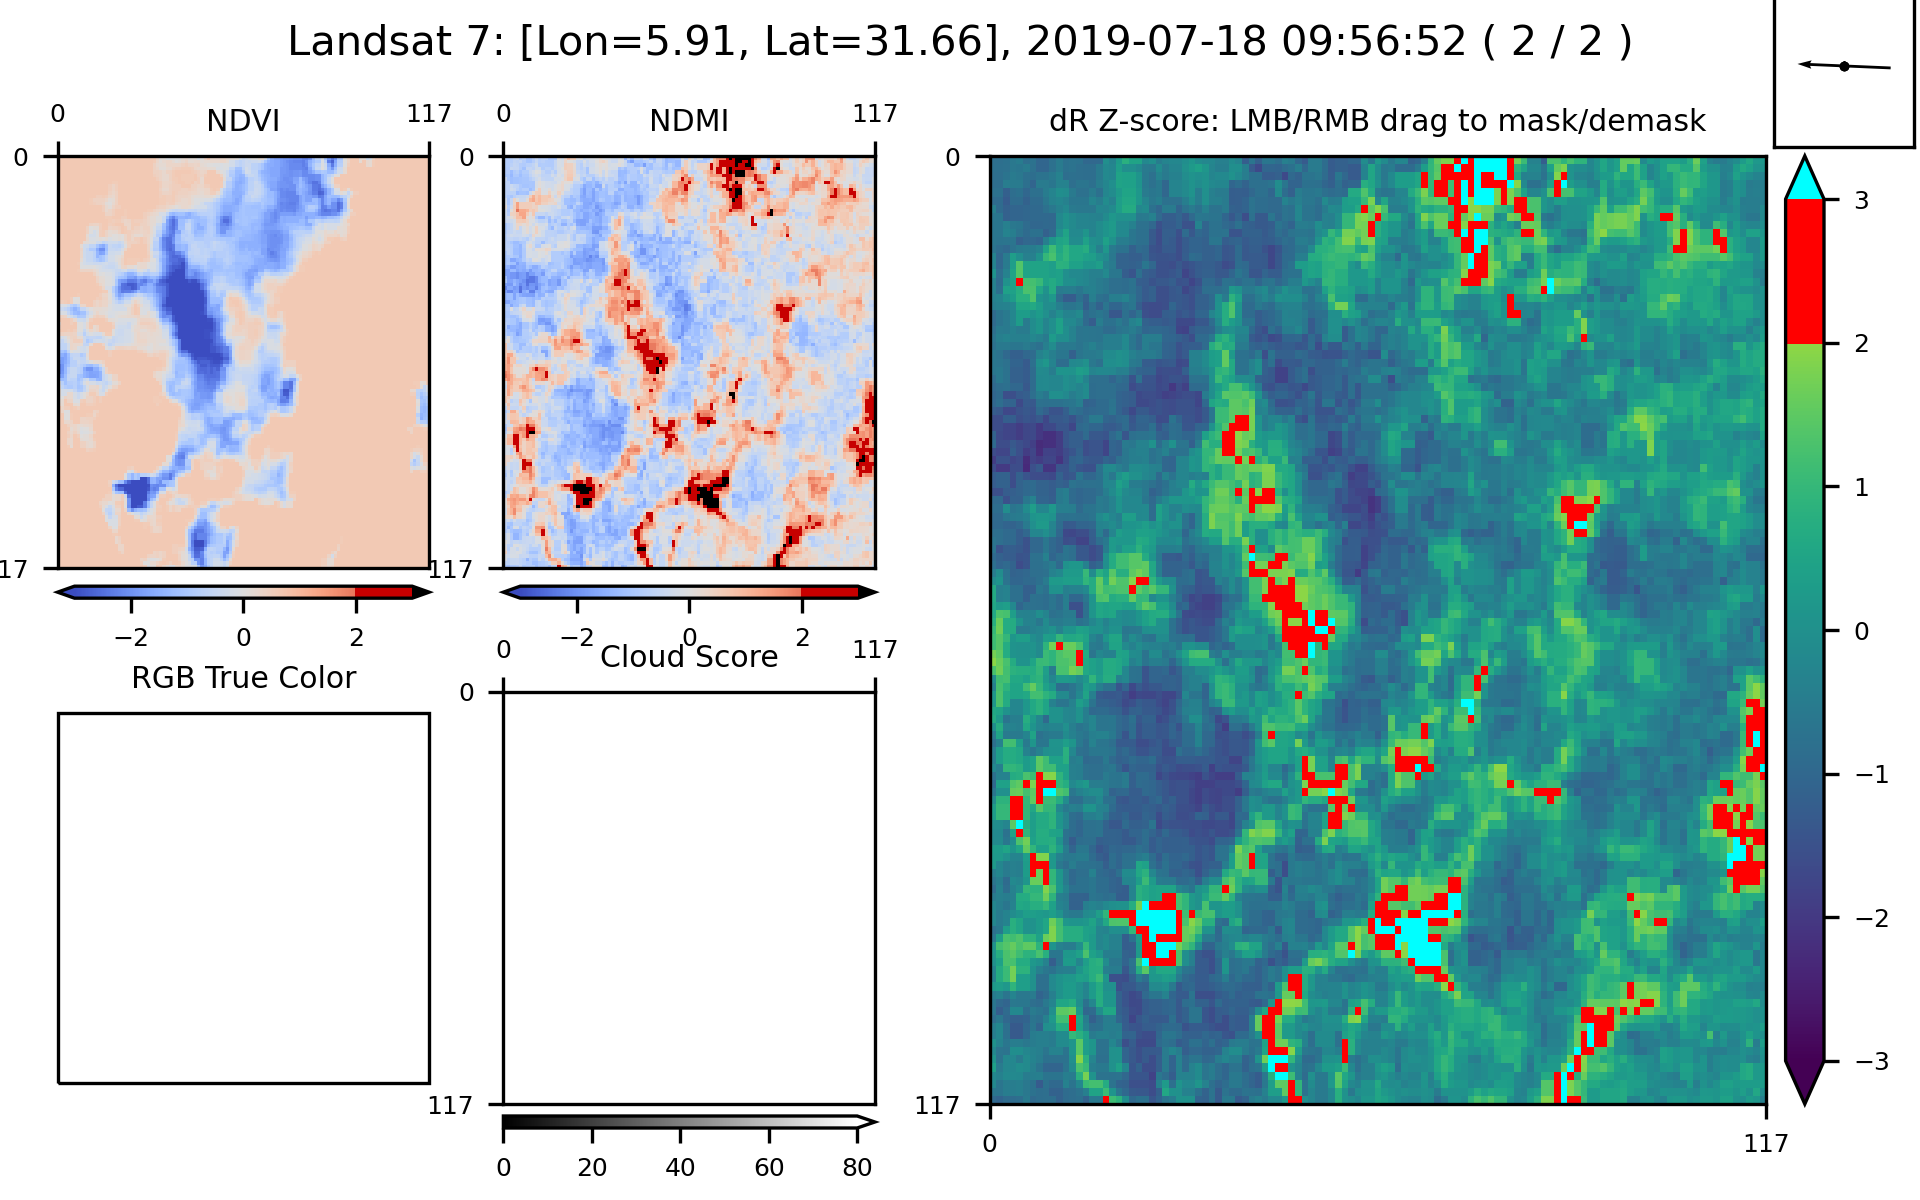 Landsat 7: [Lon=5.91, Lat=31.66], 2019-07-18 09:56:52 ( 2 / 2 )
0 NDVI 117
0 NDMI 117
dR Z-score: LMB/RMB drag to mask/demask
0
0
0
3
2
1
0
−1
−2
−3
17
117
−2 0 2
−2 0 2
0 Cloud Score 117
RGB True Color
0
117
117
0 20 40 60 80
0 117